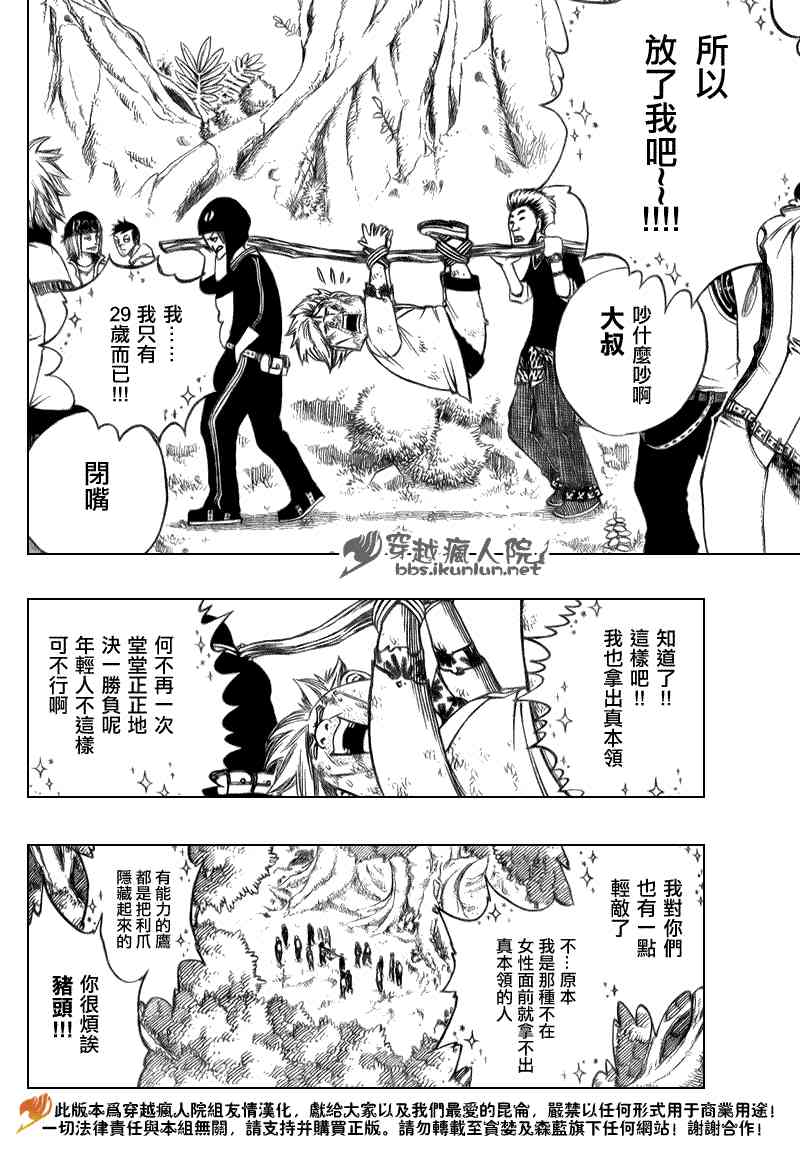 所以
放了我吧~~!!!!
吵什麼吵啊
大叔
我……
我只有
29歲而已!!!
閉嘴
穿越瘋人院
bbs.ikunlun.net
知道了!!
這樣吧!!
我也拿出真本領
何不再一次
堂堂正正地
決一勝負呢
年輕人不這樣
可不行啊
我對你們
也有一點
輕敵了
不…原本
我是那種不在
女性面前就拿不出
真本領的人
有能力的鷹
都是把利爪
隱藏起來的
你很煩誒
豬頭!!!
此版本爲穿越瘋人院組友情漢化，獻給大家以及我們最愛的昆侖，嚴禁以任何形式用于商業用途!
一切法律責任與本組無關，請支持并購買正版。請勿轉載至貪婪及森藍旗下任何網站! 謝謝合作!